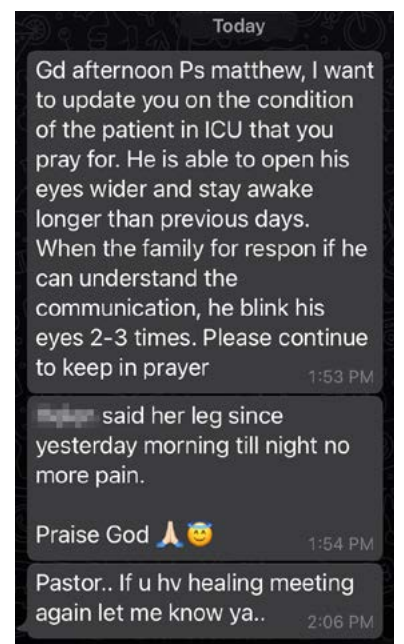 Today
Gd afternoon Ps matthew, I want
to update you on the condition
of the patient in ICU that you
pray for. He is able to open his
eyes wider and stay awake
longer than previous days.
When the family for respon if he
can understand the
communication, he blink his
eyes 2-3 times. Please continue
to keep in prayer
1:53 PM
said her leg since
yesterday morning till night no
more pain.
Praise God 🙏🏻😇
1:54 PM
Pastor.. If u hv healing meeting
again let me know ya..
2:06 PM